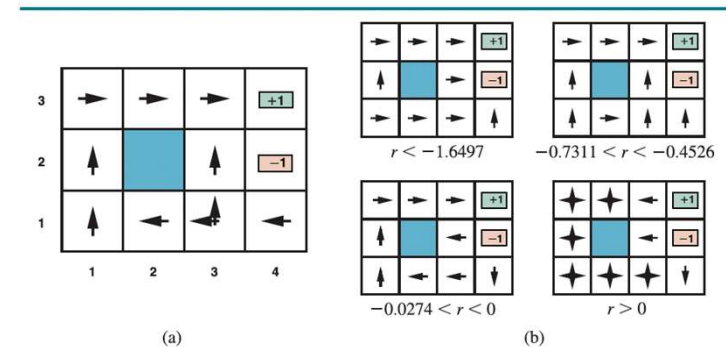 3
2
1
1 2 3 4
+1
−1
(a)
+1
−1
r < −1.6497
+1
−1
−0.7311 < r < −0.4526
+1
−1
−0.0274 < r < 0
+1
−1
r > 0
(b)